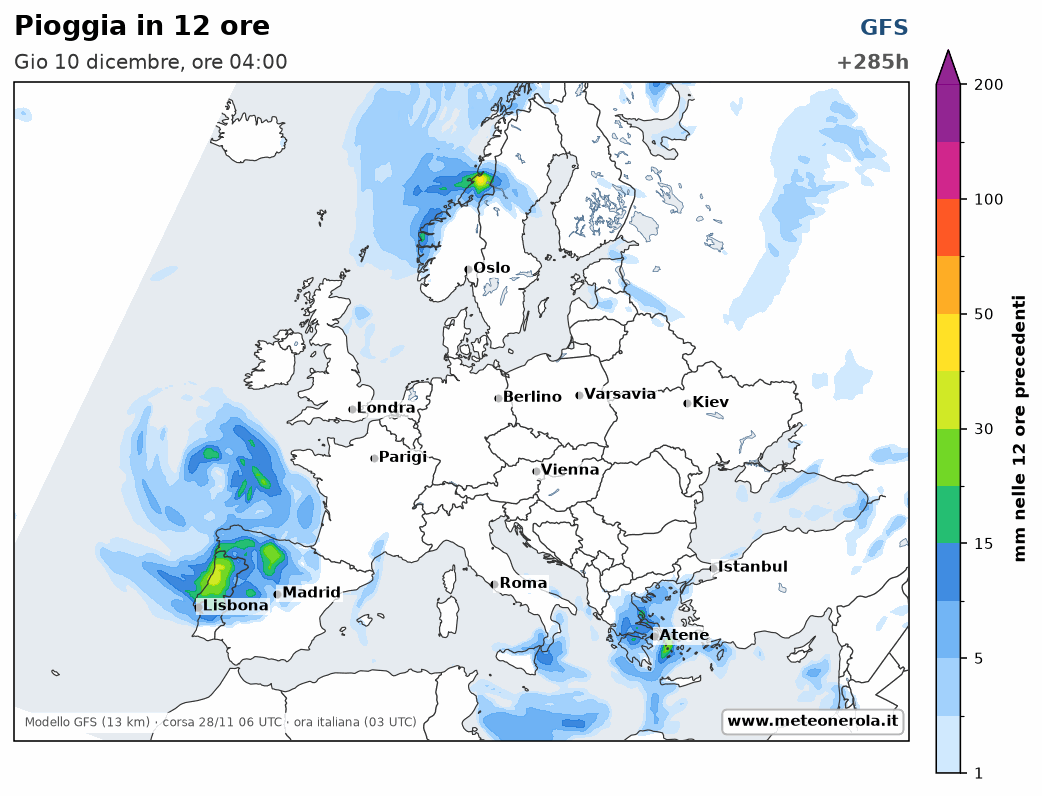 Pioggia in 12 ore
GFS
Gio 10 dicembre, ore 04:00
+285h
200
100
50
30
15
5
1
mm nelle 12 ore precedenti
Oslo
Berlino
Varsavia
Kiev
Londra
Parigi
Vienna
Istanbul
Roma
Madrid
Lisbona
Atene
Modello GFS (13 km) · corsa 28/11 06 UTC · ora italiana (03 UTC)
www.meteonerola.it